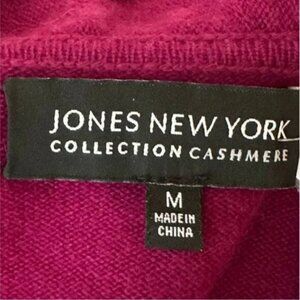 JONES NEW YORK
COLLECTION CASHMERE
M
MADE IN
CHINA